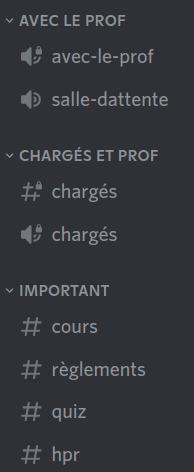 AVEC LE PROF
avec-le-prof
salle-dattente
CHARGÉS ET PROF
chargés
chargés
IMPORTANT
cours
règlements
quiz
hpr